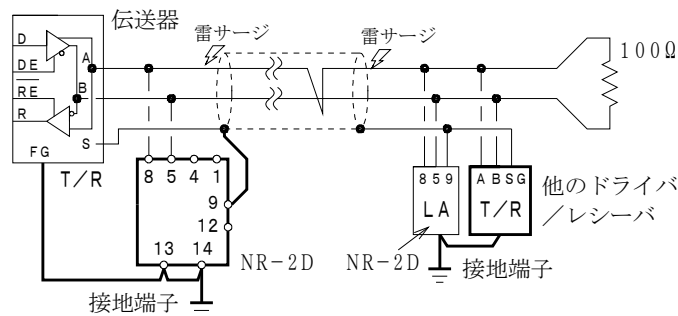 伝送器
雷サージ
雷サージ
D
DE
RE
R
A
B
S
FG
T/R
100Ω
8 5 4 1
9
12
13 14
NR-2D
接地端子
8 5 9
LA
NR-2D
A B S G
T/R
他のドライバ
／レシーバ
接地端子